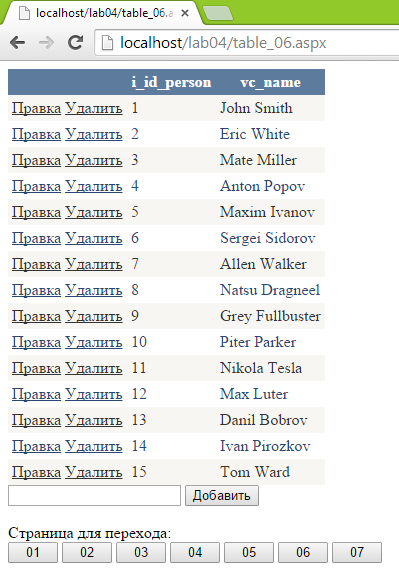 localhost/lab04/table_06.as
localhost/lab04/table_06.aspx
i_id_person vc_name
Правка Удалить 1 John Smith
Правка Удалить 2 Eric White
Правка Удалить 3 Mate Miller
Правка Удалить 4 Anton Popov
Правка Удалить 5 Maxim Ivanov
Правка Удалить 6 Sergei Sidorov
Правка Удалить 7 Allen Walker
Правка Удалить 8 Natsu Dragneel
Правка Удалить 9 Grey Fullbuster
Правка Удалить 10 Piter Parker
Правка Удалить 11 Nikola Tesla
Правка Удалить 12 Max Luter
Правка Удалить 13 Danil Bobrov
Правка Удалить 14 Ivan Pirozkov
Правка Удалить 15 Tom Ward
Добавить
Страница для перехода:
01 02 03 04 05 06 07